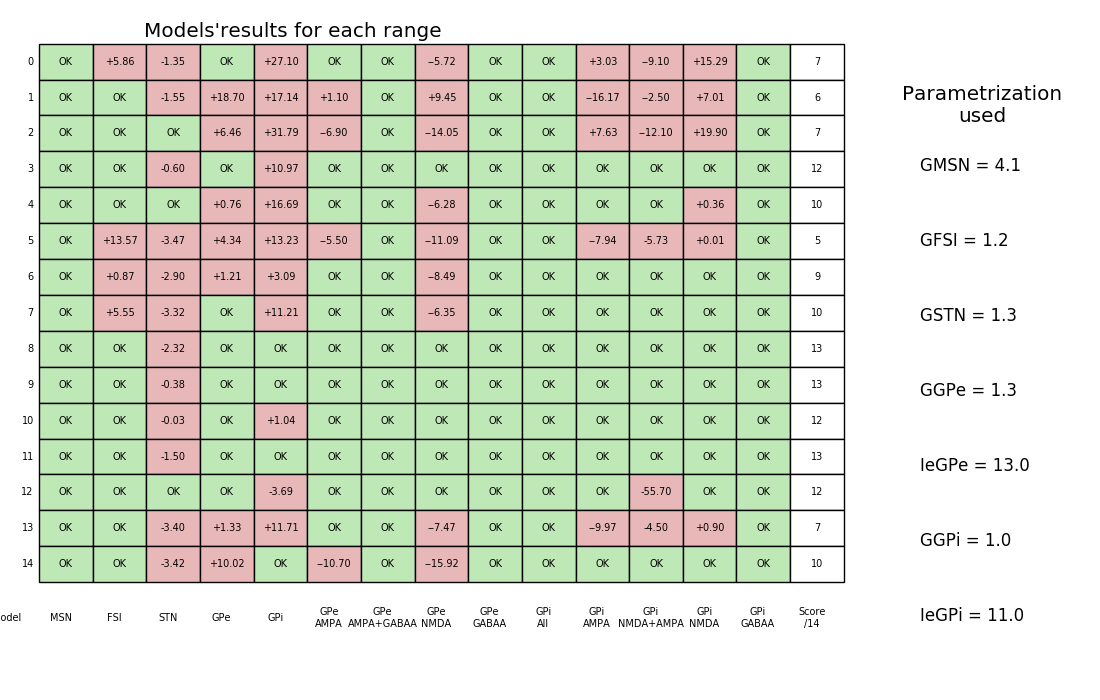 Models'results for each range
0 OK +5.86 -1.35 OK +27.10 OK OK --5.72 OK OK +3.03 --9.10 +15.29 OK 7
1 OK OK -1.55 +18.70 +17.14 +1.10 OK +9.45 OK OK --16.17 --2.50 +7.01 OK 6
2 OK OK OK +6.46 +31.79 --6.90 OK --14.05 OK OK +7.63 --12.10 +19.90 OK 7
3 OK OK -0.60 OK +10.97 OK OK OK OK OK OK OK OK OK 12
4 OK OK OK +0.76 +16.69 OK OK --6.28 OK OK OK OK +0.36 OK 10
5 OK +13.57 -3.47 +4.34 +13.23 --5.50 OK --11.09 OK OK --7.94 -5.73 +0.01 OK 5
6 OK +0.87 -2.90 +1.21 +3.09 OK OK --8.49 OK OK OK OK OK OK 9
7 OK +5.55 -3.32 OK +11.21 OK OK --6.35 OK OK OK OK OK OK 10
8 OK OK -2.32 OK OK OK OK OK OK OK OK OK OK OK 13
9 OK OK -0.38 OK OK OK OK OK OK OK OK OK OK OK 13
10 OK OK -0.03 OK +1.04 OK OK OK OK OK OK OK OK OK 12
11 OK OK -1.50 OK OK OK OK OK OK OK OK OK OK OK 13
12 OK OK OK OK -3.69 OK OK OK OK OK OK -55.70 OK OK 12
13 OK OK -3.40 +1.33 +11.71 OK OK --7.47 OK OK --9.97 -4.50 +0.90 OK 7
14 OK OK -3.42 +10.02 OK --10.70 OK --15.92 OK OK OK OK OK OK 10
odel MSN FSI STN GPe GPi GPe AMPA GPe AMPA+GABAA GPe NMDA GPe GABAA GPi All GPi AMPA GPi NMDA+AMPA GPi NMDA GPi GABAA Score /14
Parametrization
used
GMSN = 4.1
GFSI = 1.2
GSTN = 1.3
GGPe = 1.3
IeGPe = 13.0
GGPi = 1.0
IeGPi = 11.0